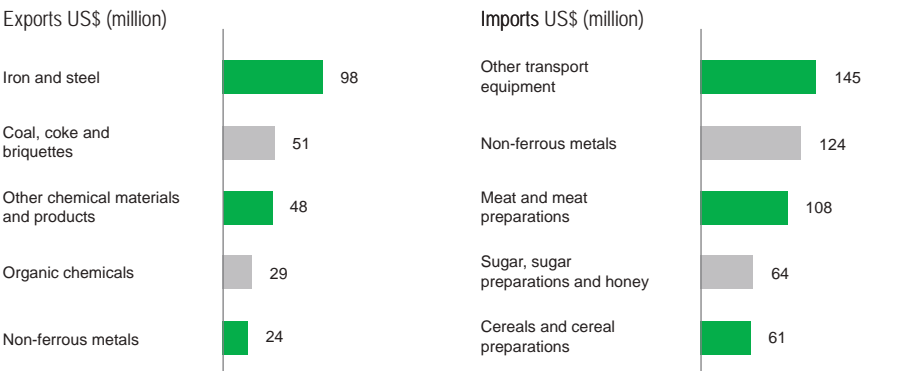 Exports US$ (million)
Iron and steel
98
Coal, coke and
briquettes
51
Other chemical materials
and products
48
Organic chemicals
29
Non-ferrous metals
24
Imports US$ (million)
Other transport
equipment
145
Non-ferrous metals
124
Meat and meat
preparations
108
Sugar, sugar
preparations and honey
64
Cereals and cereal
preparations
61